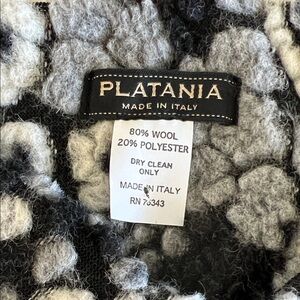 PLATANIA
MADE IN ITALY
80% WOOL
20% POLYESTER
DRY CLEAN
ONLY
MADE IN ITALY
RN 76343